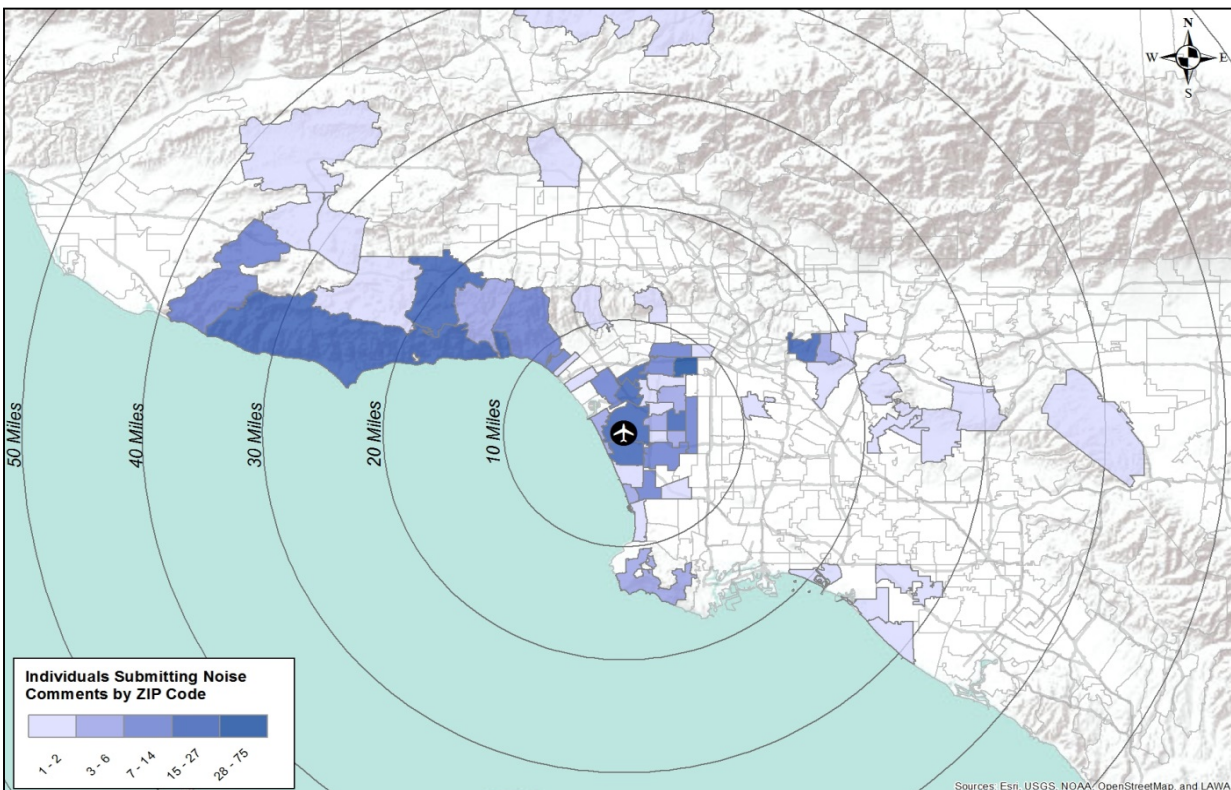 N
W E
S
50 Miles
40 Miles
30 Miles
20 Miles
10 Miles
Individuals Submitting Noise
Comments by ZIP Code
1 - 2
3 - 6
7 - 14
15 - 27
28 - 75
Sources: Esri, USGS, NOAA, OpenStreetMap, and LAWA